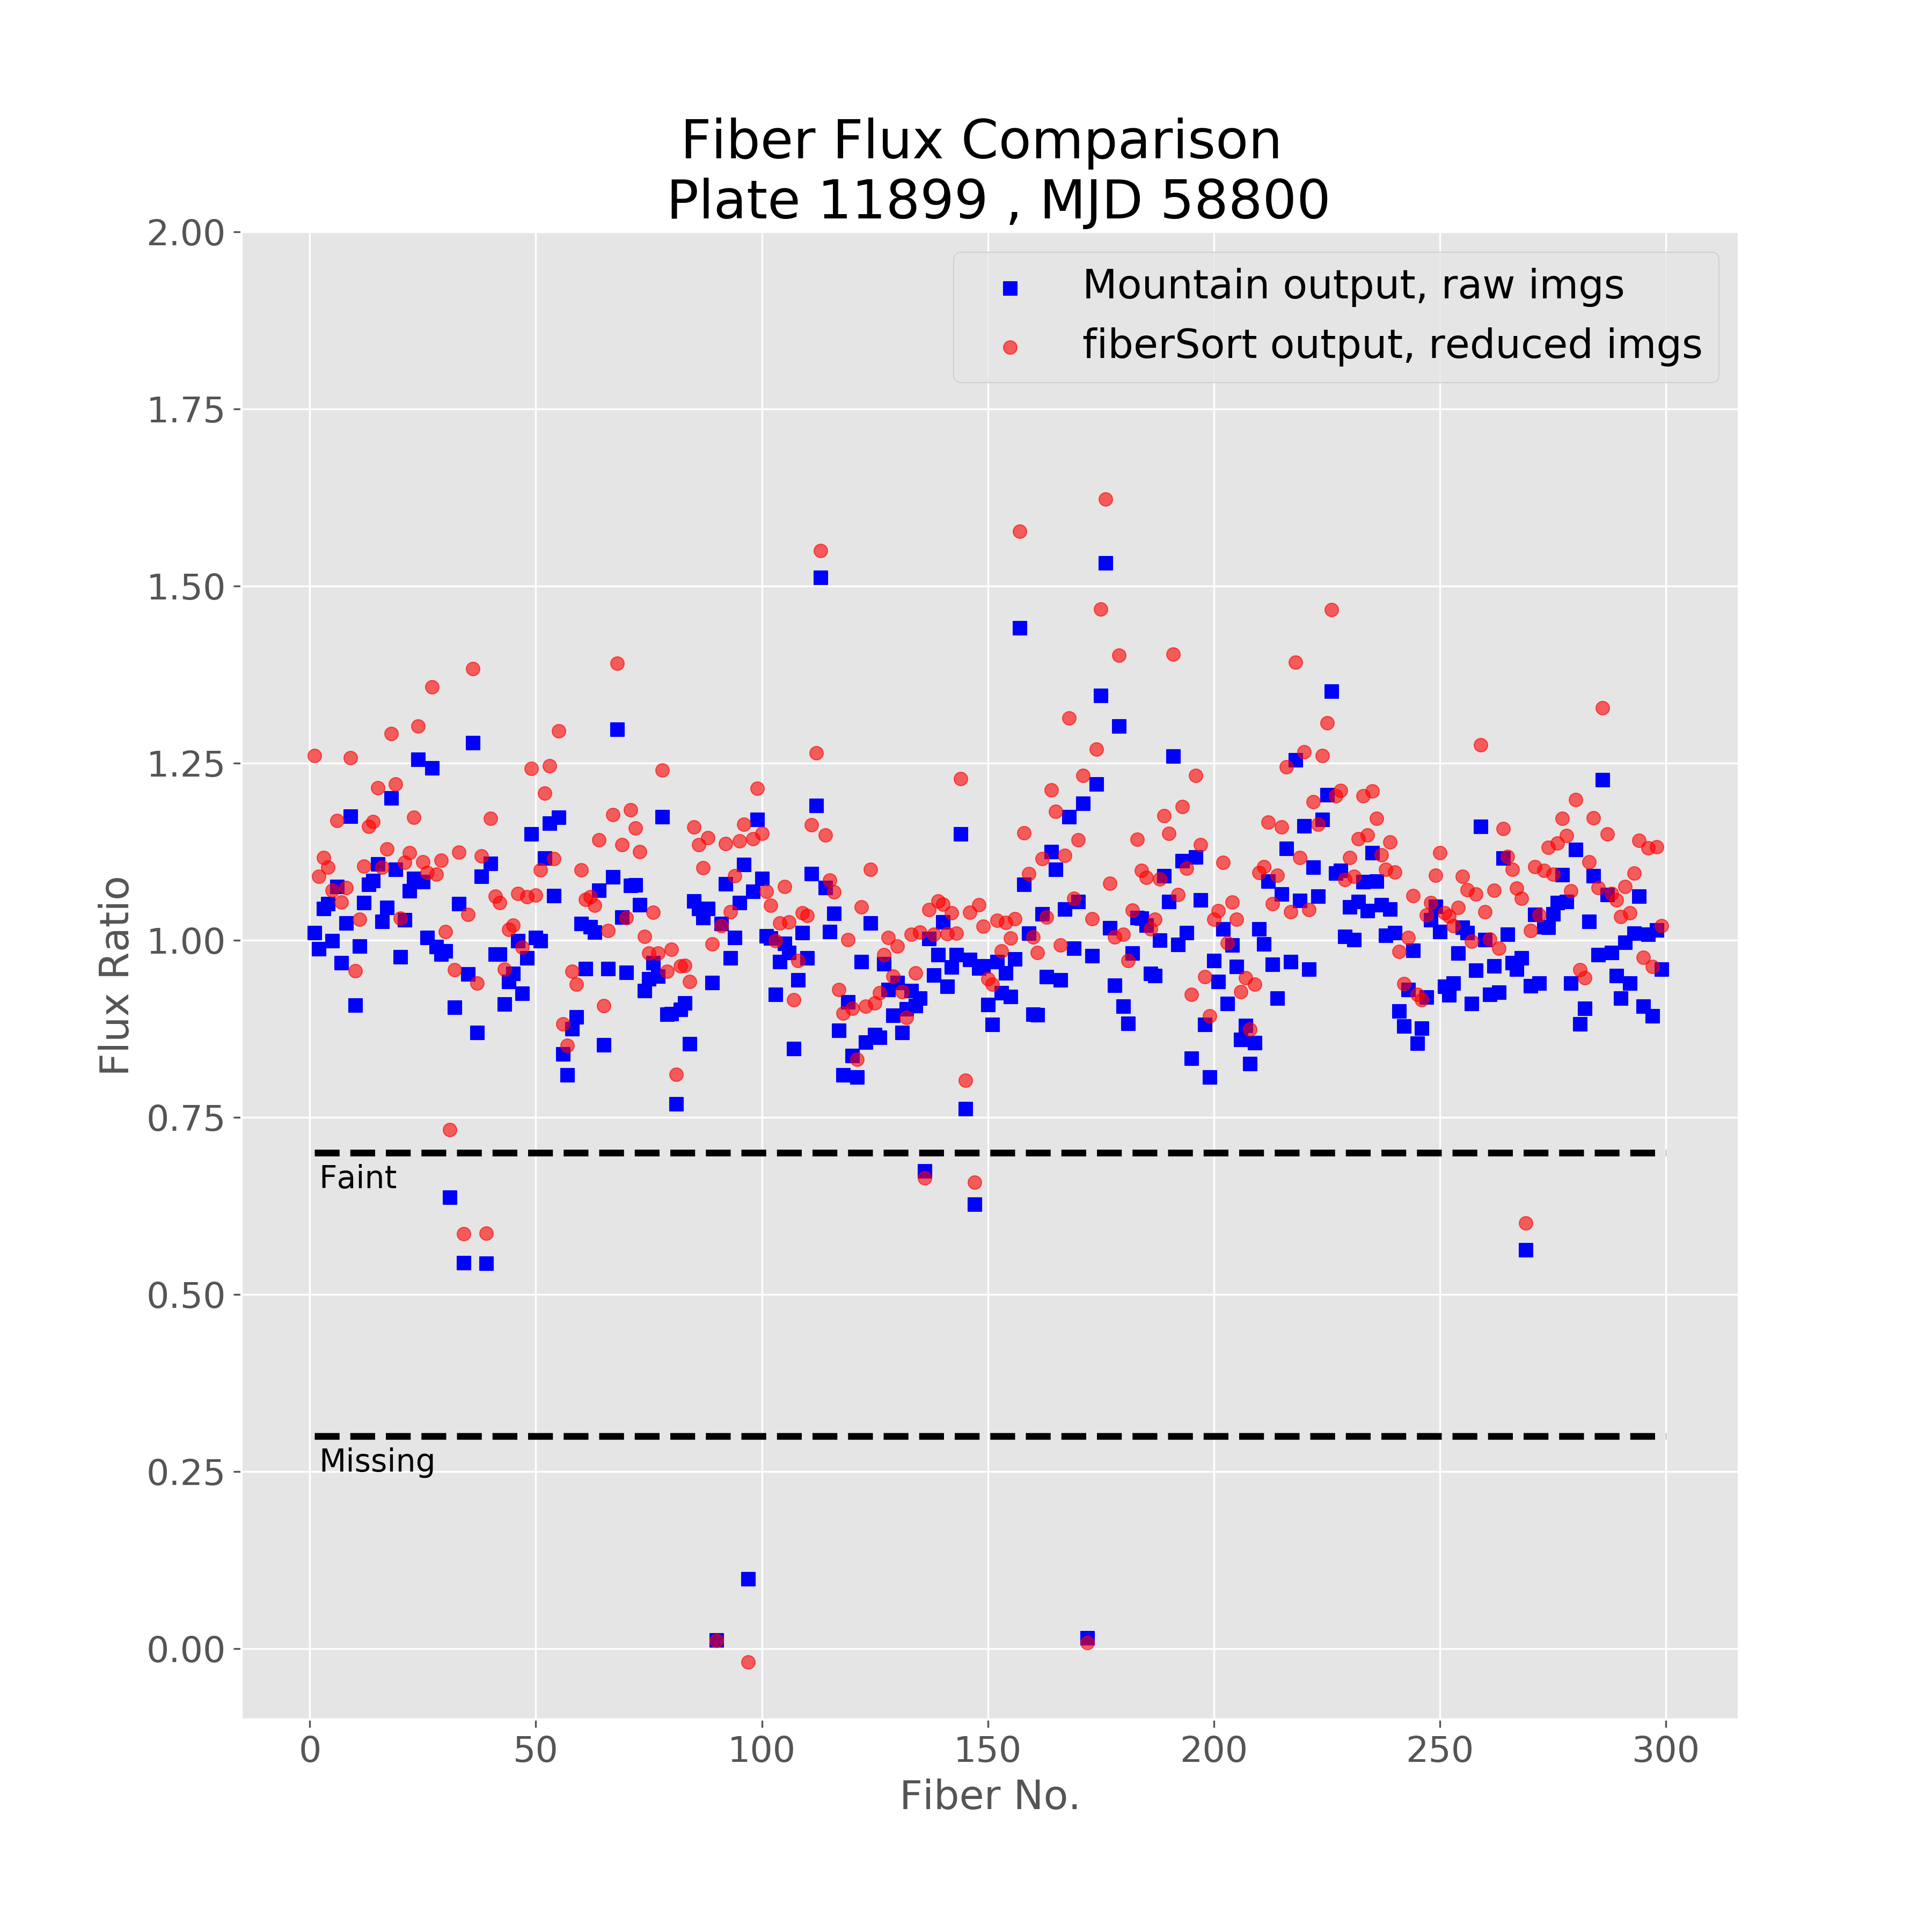 Fiber Flux Comparison
Plate 11899 , MJD 58800
Mountain output, raw imgs
fiberSort output, reduced imgs
2.00
1.75
1.50
1.25
1.00
0.75
0.50
0.25
0.00
Flux Ratio
Faint
Missing
0 50 100 150 200 250 300
Fiber No.